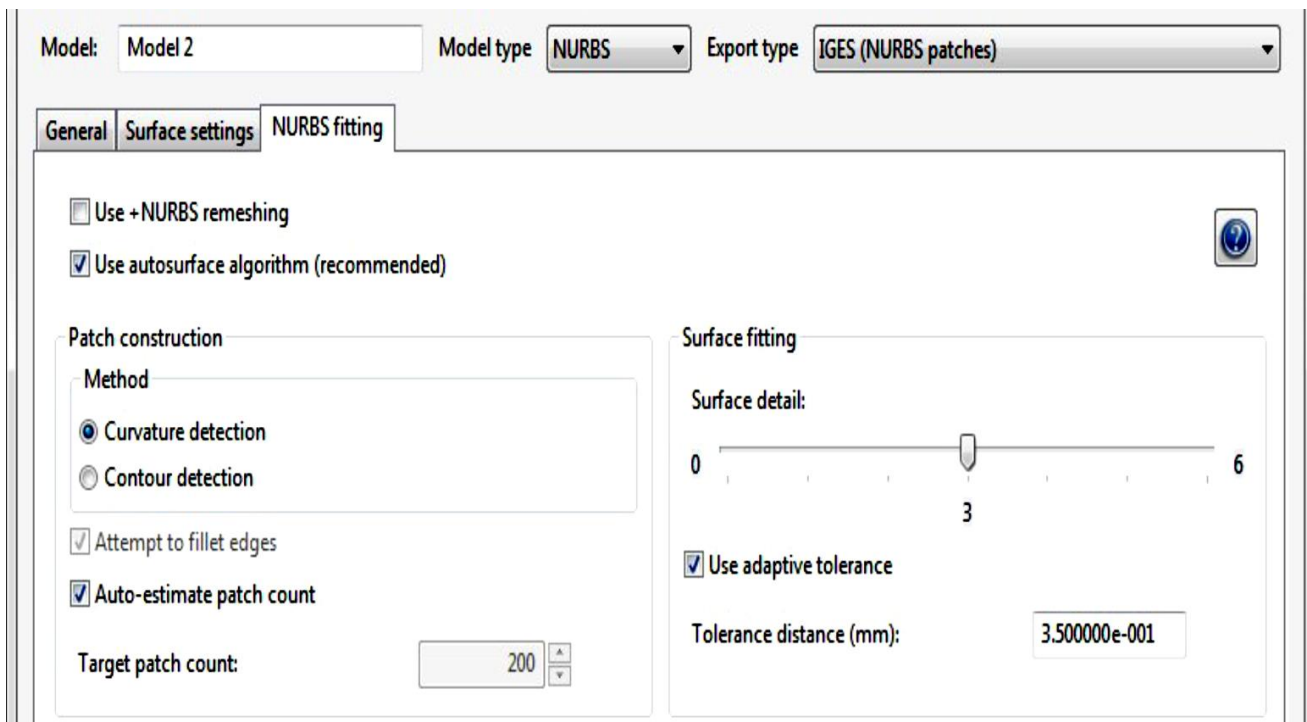 Model: Model 2 Model type NURBS Export type IGES (NURBS patches)
General Surface settings NURBS fitting
Use +NURBS remeshing
Use autosurface algorithm (recommended)
Patch construction
Method
Curvature detection
Contour detection
Attempt to fillet edges
Auto-estimate patch count
Target patch count: 200
Surface fitting
Surface detail:
0 6
3
Use adaptive tolerance
Tolerance distance (mm): 3.500000e-001